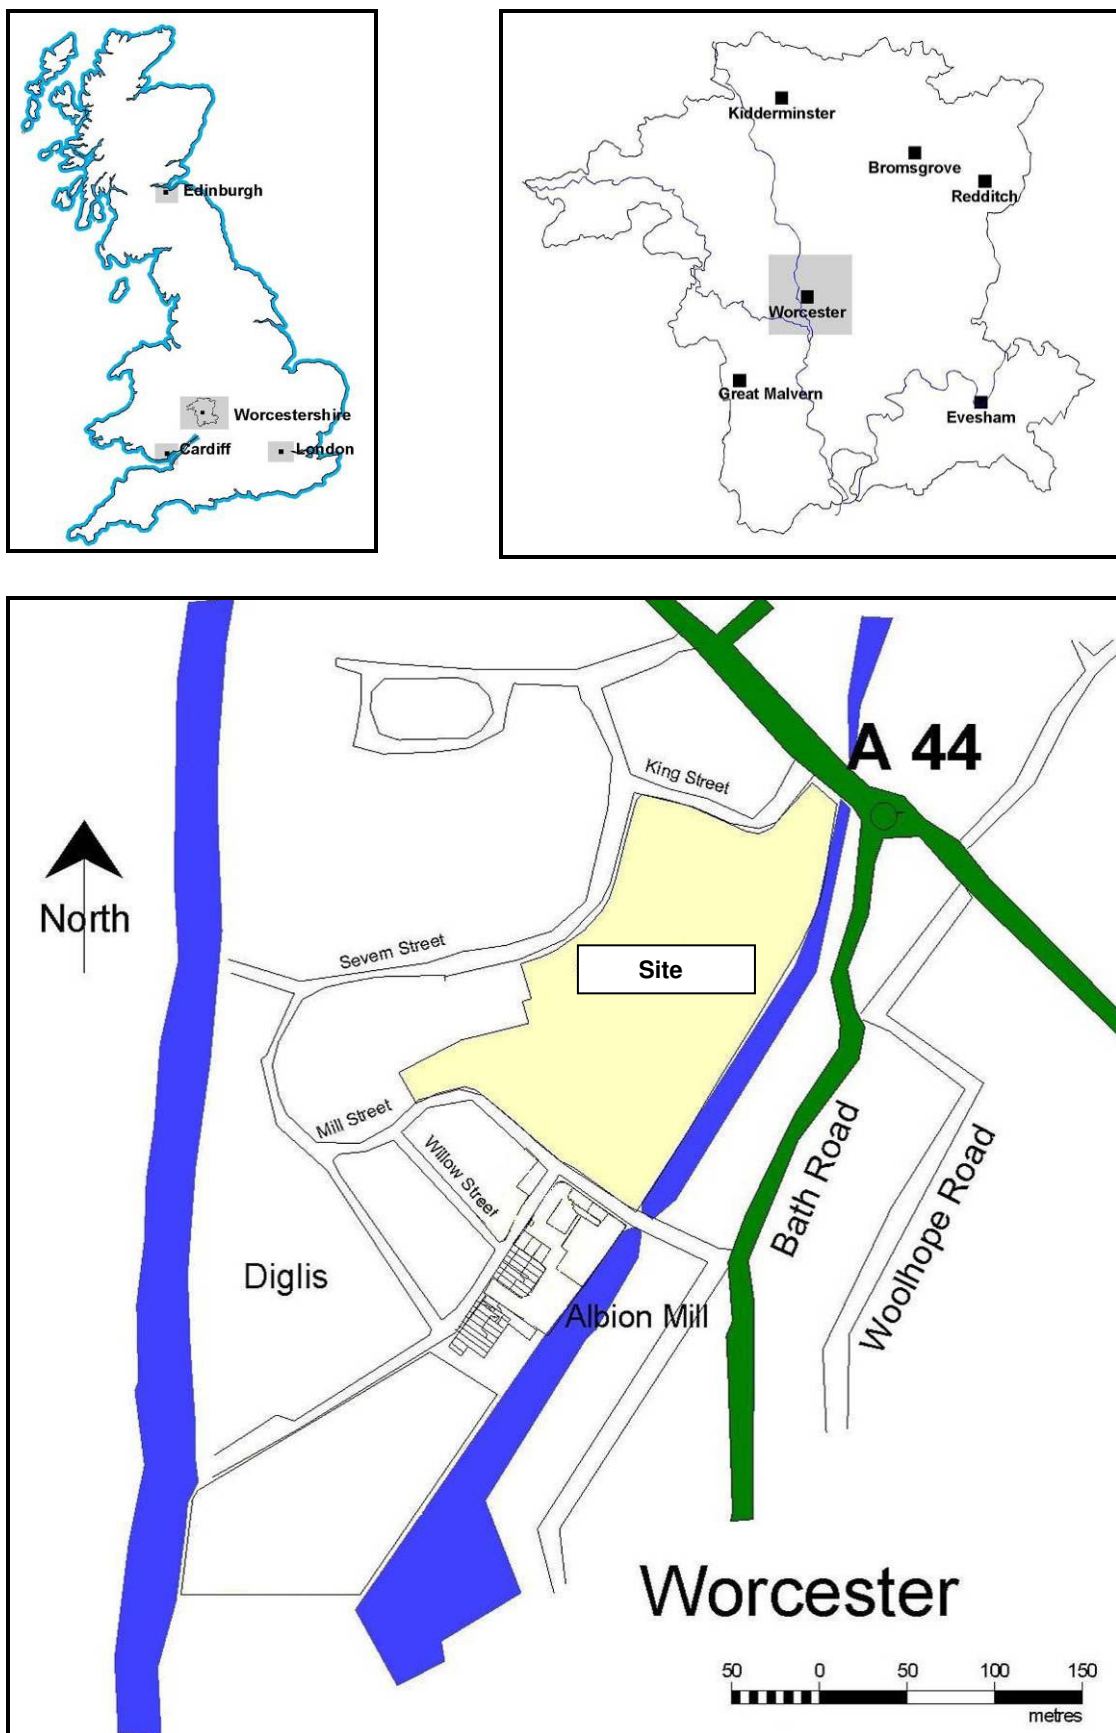 Edinburgh
Worcestershire
Cardiff
London
Kidderminster
Bromsgrove
Redditch
Worcester
Great Malvern
Evesham
A 44
King Street
North
Severn Street
Site
Mill Street
Willow Street
Bath Road
Woolhope Road
Diglis
Albion Mill
Worcester
50 0 50 100 150
metres